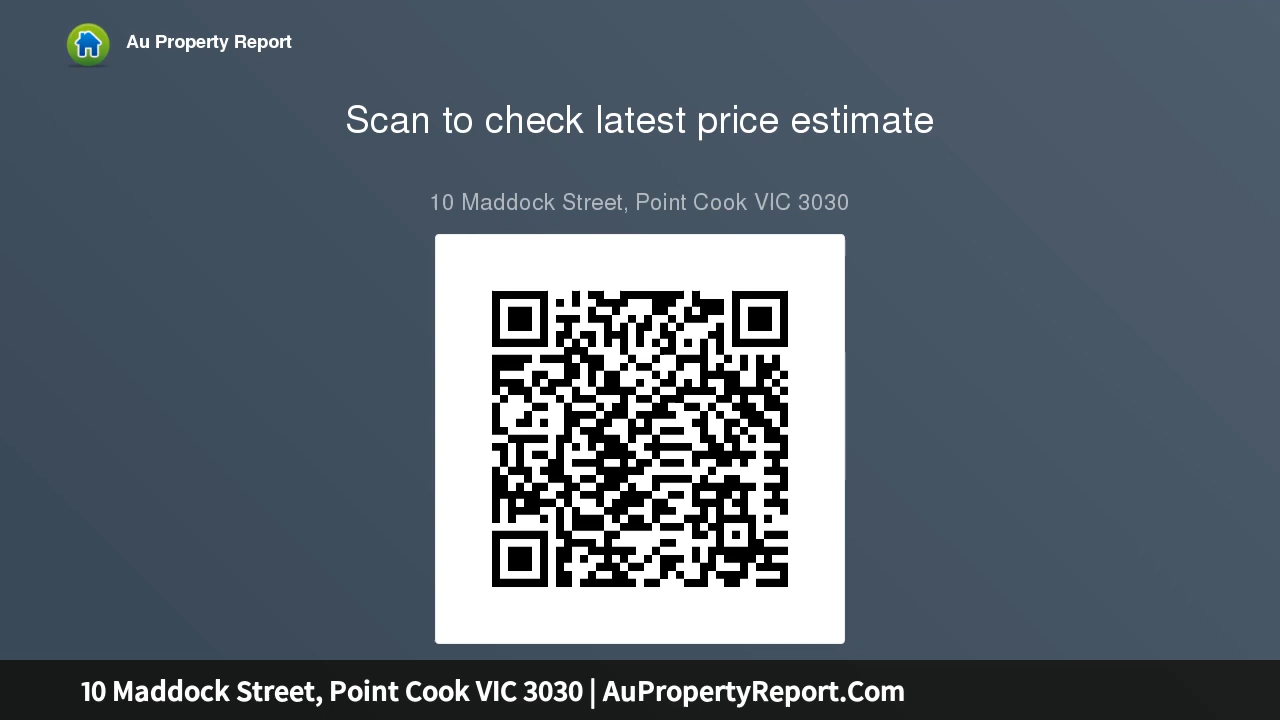 Au Property Report
Scan to check latest price estimate
10 Maddock Street, Point Cook VIC 3030
10 Maddock Street, Point Cook VIC 3030 | AuPropertyReport.Com